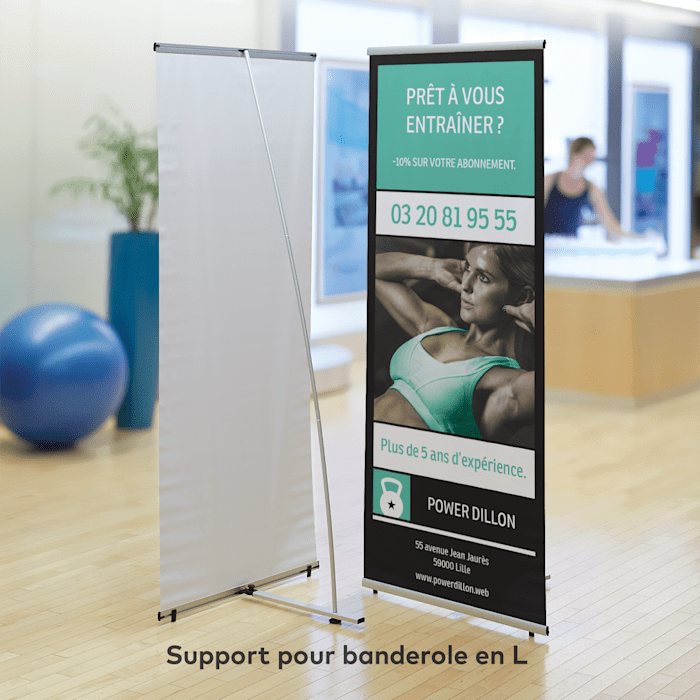 PRÊT À VOUS
ENTRAÎNER ?
-10% SUR VOTRE ABONNEMENT.
03 20 81 95 55
Plus de 5 ans d'expérience.
POWER DILLON
55 avenue Jean Jaurès
59000 Lille
www.powerdillon.web
Support pour banderole en L